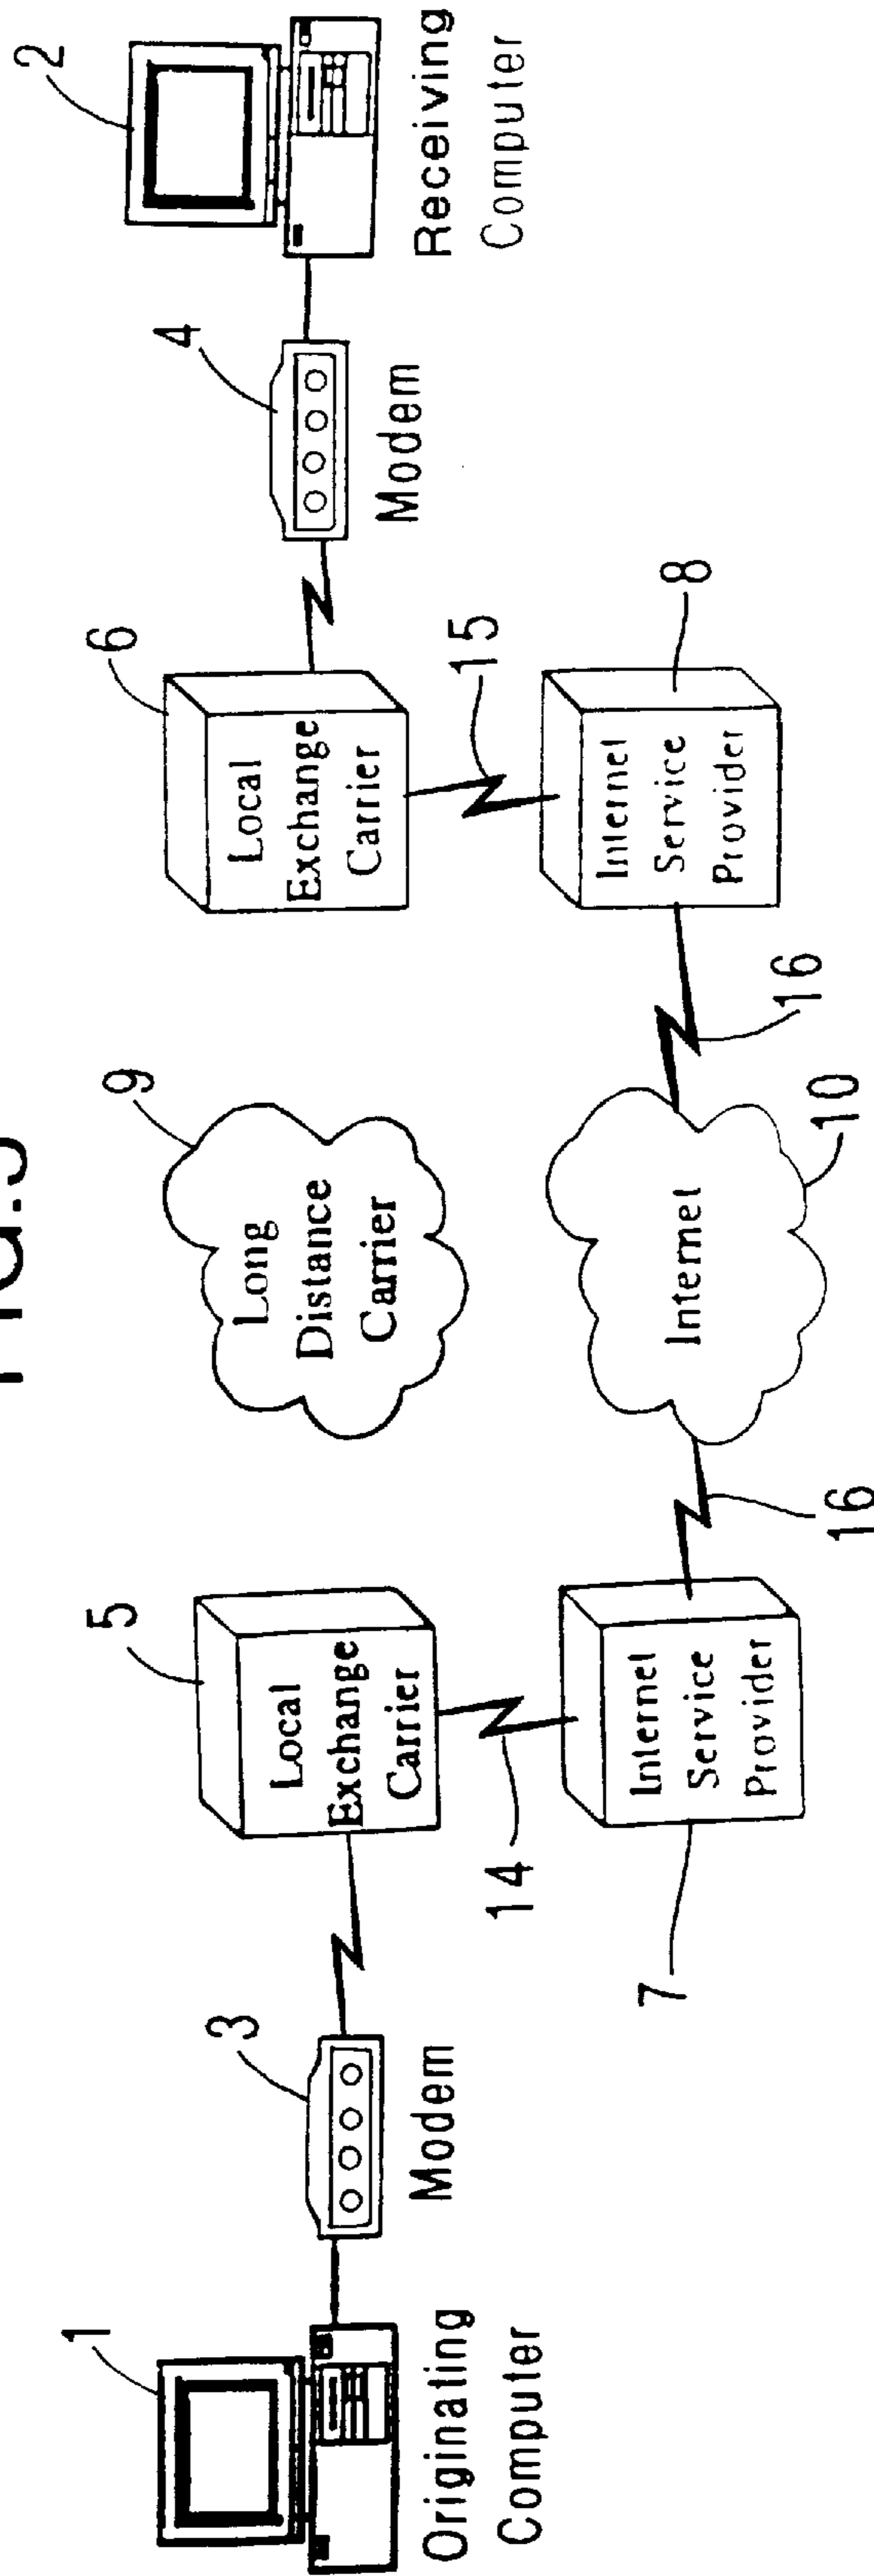 2
9
6
4
5
3
1
Local
Exchange
Carrier
Long
Distance
Carrier
Local
Exchange
Carrier
Originating
Computer
Modem
Modem
Receiving
Computer
14
15
7
Internet
Service
Provider
16
Internet
10
16
Internet
Service
Provider
8